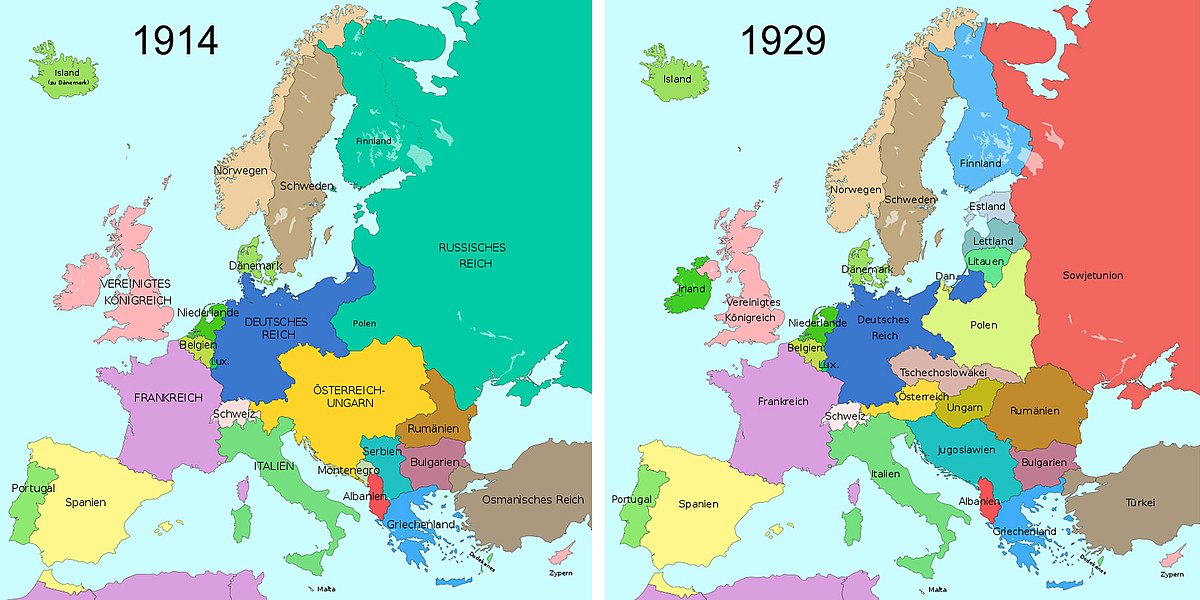 1914
Island
(zu Dänemark)
Finnland
Norwegen
Schweden
RUSSISCHES
REICH
Dänemark
VEREINIGTES
KÖNIGREICH
Niederlande
DEUTSCHES
REICH
Polen
Belgien
Lux.
ÖSTERREICH-
UNGARN
FRANKREICH
Schweiz
Rumänien
Serbien
Bulgarien
ITALIEN
Montenegro
Portugal
Spanien
Albanien
Osmanisches Reich
Griechenland
Dodekanes
Zypern
Malta
1929
Island
Finnland
Norwegen
Schweden
Estland
Lettland
Litauen
Dänemark
Dan.
Sowjetunion
Irland
Vereinigtes
Königreich
Niederlande
Deutsches
Reich
Polen
Belgien
Lux.
Tschechoslowakei
Frankreich
Österreich
Schweiz
Ungarn
Rumänien
Jugoslawien
Bulgarien
Italien
Portugal
Spanien
Albanien
Türkei
Griechenland
Dodekanes
Zypern
Malta